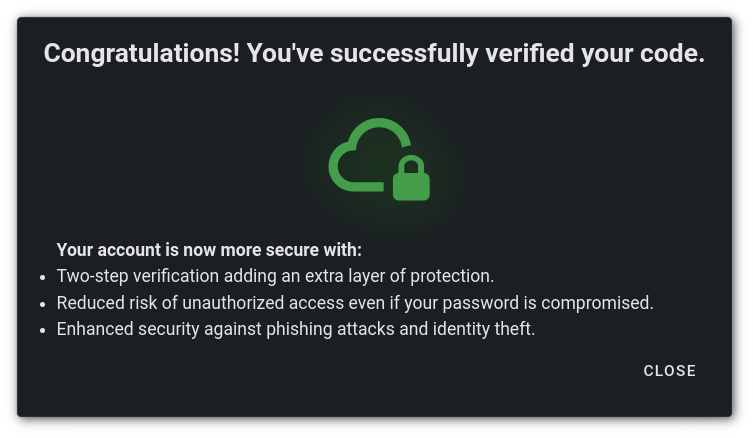 Congratulations! You've successfully verified your code.
Your account is now more secure with:
• Two-step verification adding an extra layer of protection.
• Reduced risk of unauthorized access even if your password is compromised.
• Enhanced security against phishing attacks and identity theft.
CLOSE